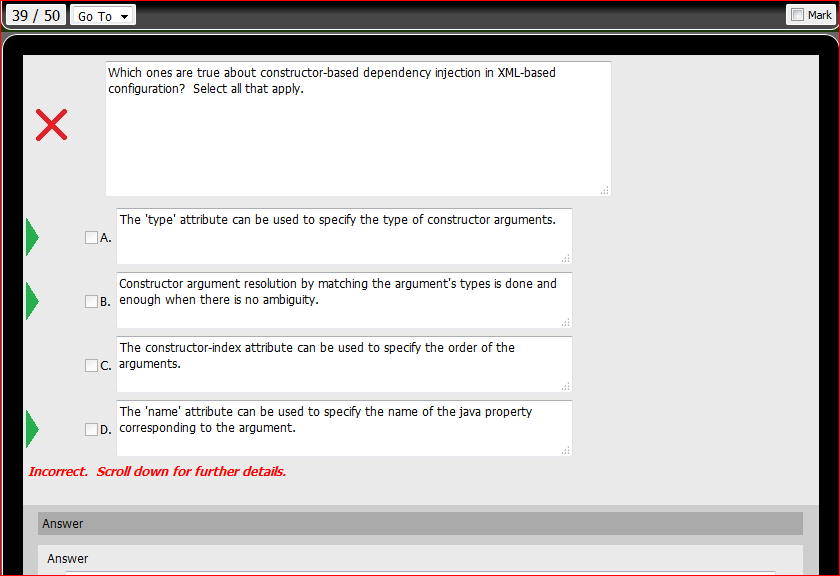 39 / 50 Go To Mark
Which ones are true about constructor-based dependency injection in XML-based
configuration?  Select all that apply.
A. The 'type' attribute can be used to specify the type of constructor arguments.
B. Constructor argument resolution by matching the argument's types is done and
enough when there is no ambiguity.
C. The constructor-index attribute can be used to specify the order of the
arguments.
D. The 'name' attribute can be used to specify the name of the java property
corresponding to the argument.
Incorrect.  Scroll down for further details.
Answer
Answer